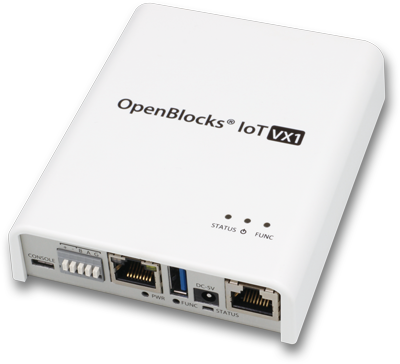 OpenBlocks® IoT VX1
STATUS FUNC
CONSOLE
PWR FUNC DC-5V STATUS